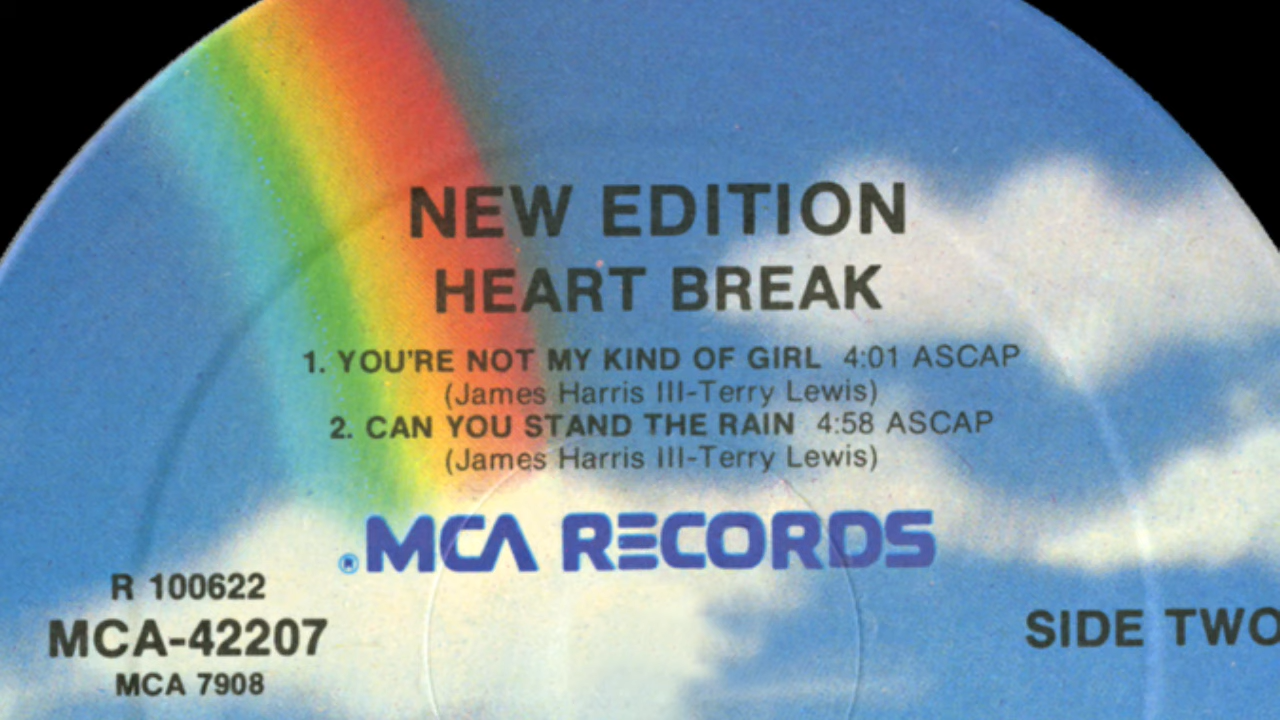 NEW EDITION
HEART BREAK
1. YOU'RE NOT MY KIND OF GIRL 4:01 ASCAP
(James Harris III-Terry Lewis)
2. CAN YOU STAND THE RAIN 4:58 ASCAP
(James Harris III-Terry Lewis)
®MCA RECORDS
R 100622
MCA-42207
MCA 7908
SIDE TWO